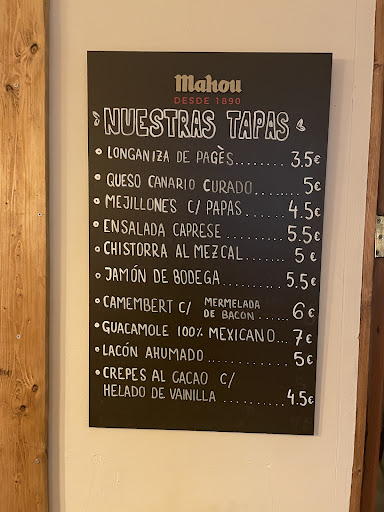 Mahou
DESDE 1890
NUESTRAS TAPAS
• LONGANIZA DE PAGÈS........ 3.5€
• QUESO CANARIO CURADO........ 5€
• MEJILLONES C/ PAPAS....... 4.5€
• ENSALADA CAPRESE ......... 5.5€
• CHISTORRA AL MEZCAL....... 5 €
• JAMÓN DE BODEGA......... 5.5€
• CAMEMBERT C/ MERMELADA DE BACON..... 6€
• GUACAMOLE 100% MEXICANO... 7€
• LACÓN AHUMADO............. 5€
• CREPES AL CACAO C/
HELADO DE VAINILLA .......... 4.5€